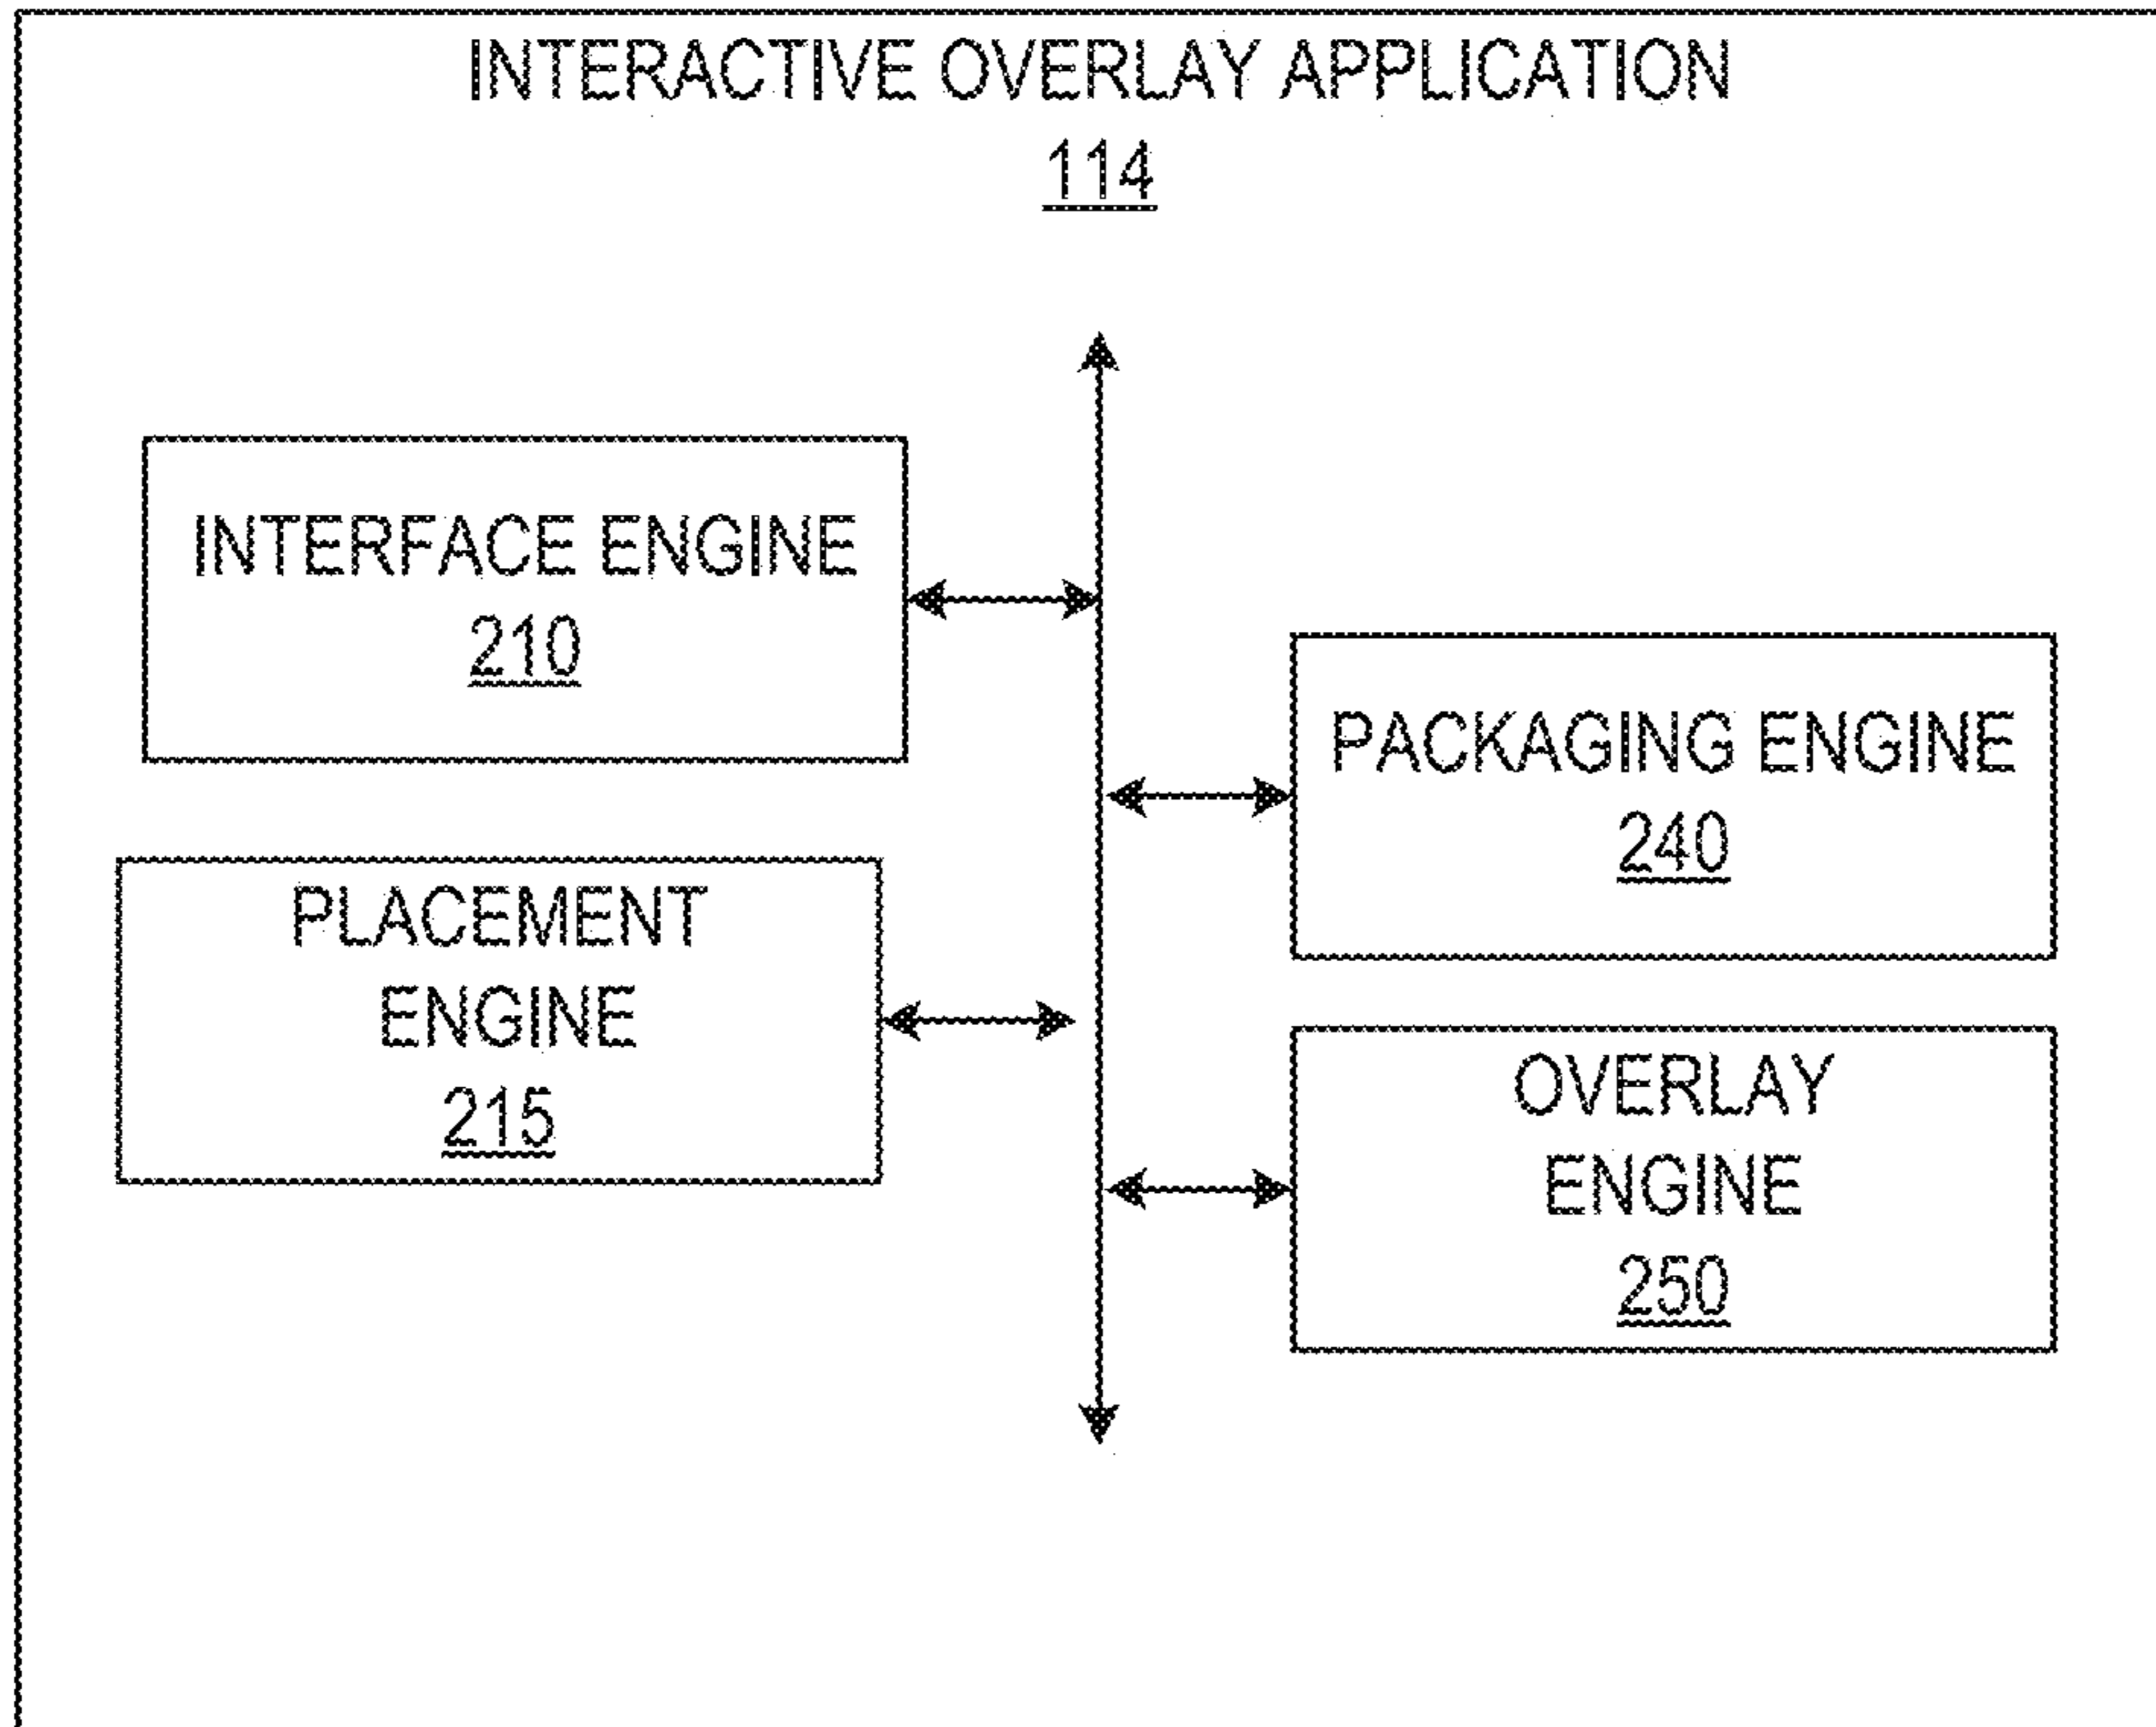 INTERACTIVE OVERLAY APPLICATION
114
INTERFACE ENGINE
210
PACKAGING ENGINE
240
PLACEMENT
ENGINE
215
OVERLAY
ENGINE
250